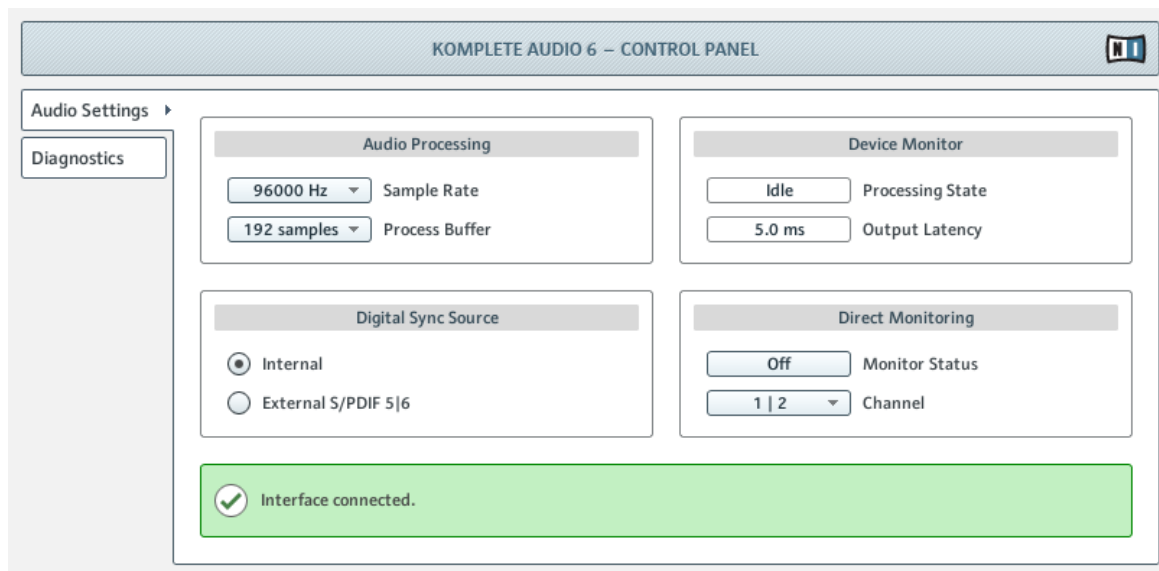 KOMPLETE AUDIO 6 – CONTROL PANEL
NI
Audio Settings
Diagnostics
Audio Processing
96000 Hz Sample Rate
192 samples Process Buffer
Device Monitor
Idle Processing State
5.0 ms Output Latency
Digital Sync Source
Internal
External S/PDIF 5|6
Direct Monitoring
Off Monitor Status
1 | 2 Channel
Interface connected.